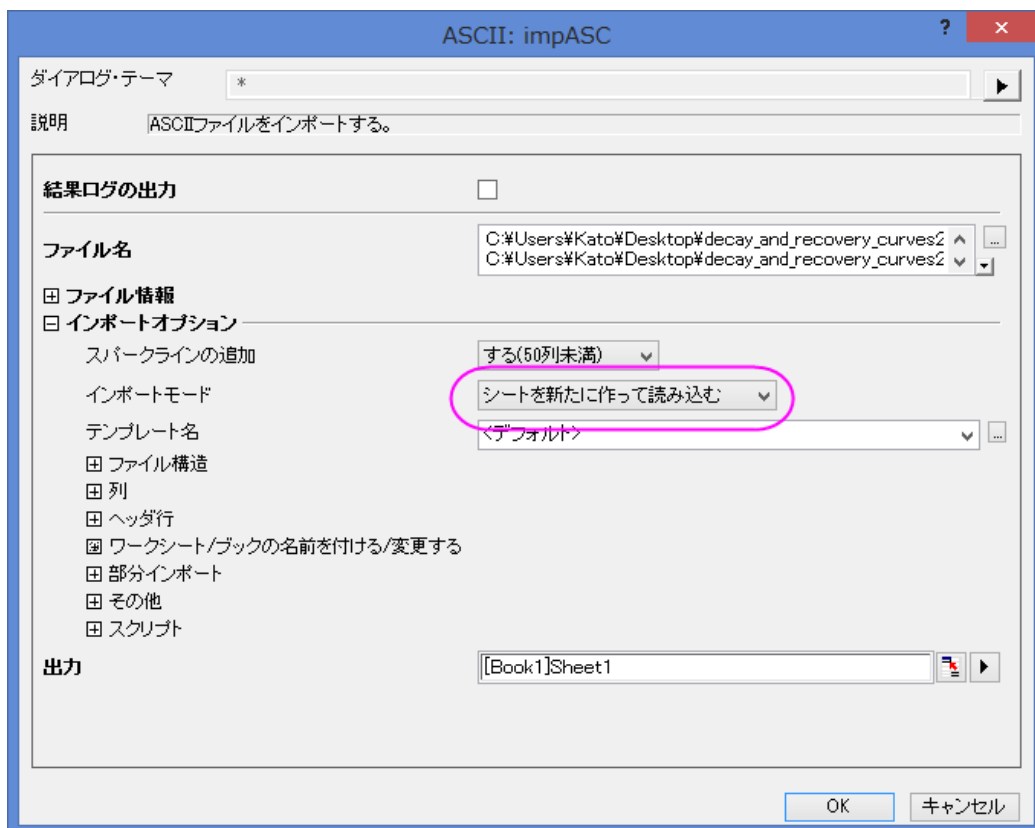 ASCII: impASC
ダイアログ・テーマ *
説明 ASCIIファイルをインポートする。
結果ログの出力
ファイル名 C:¥Users¥Kato¥Desktop¥decay_and_recovery_curves2
C:¥Users¥Kato¥Desktop¥decay_and_recovery_curves2
ファイル情報
インポートオプション
スパークラインの追加 する(50列未満)
インポートモード シートを新たに作って読み込む
テンプレート名 <デフォルト>
ファイル構造
列
ヘッダ行
ワークシート/ブックの名前を付ける/変更する
部分インポート
その他
スクリプト
出力 [Book1]Sheet1
OK キャンセル